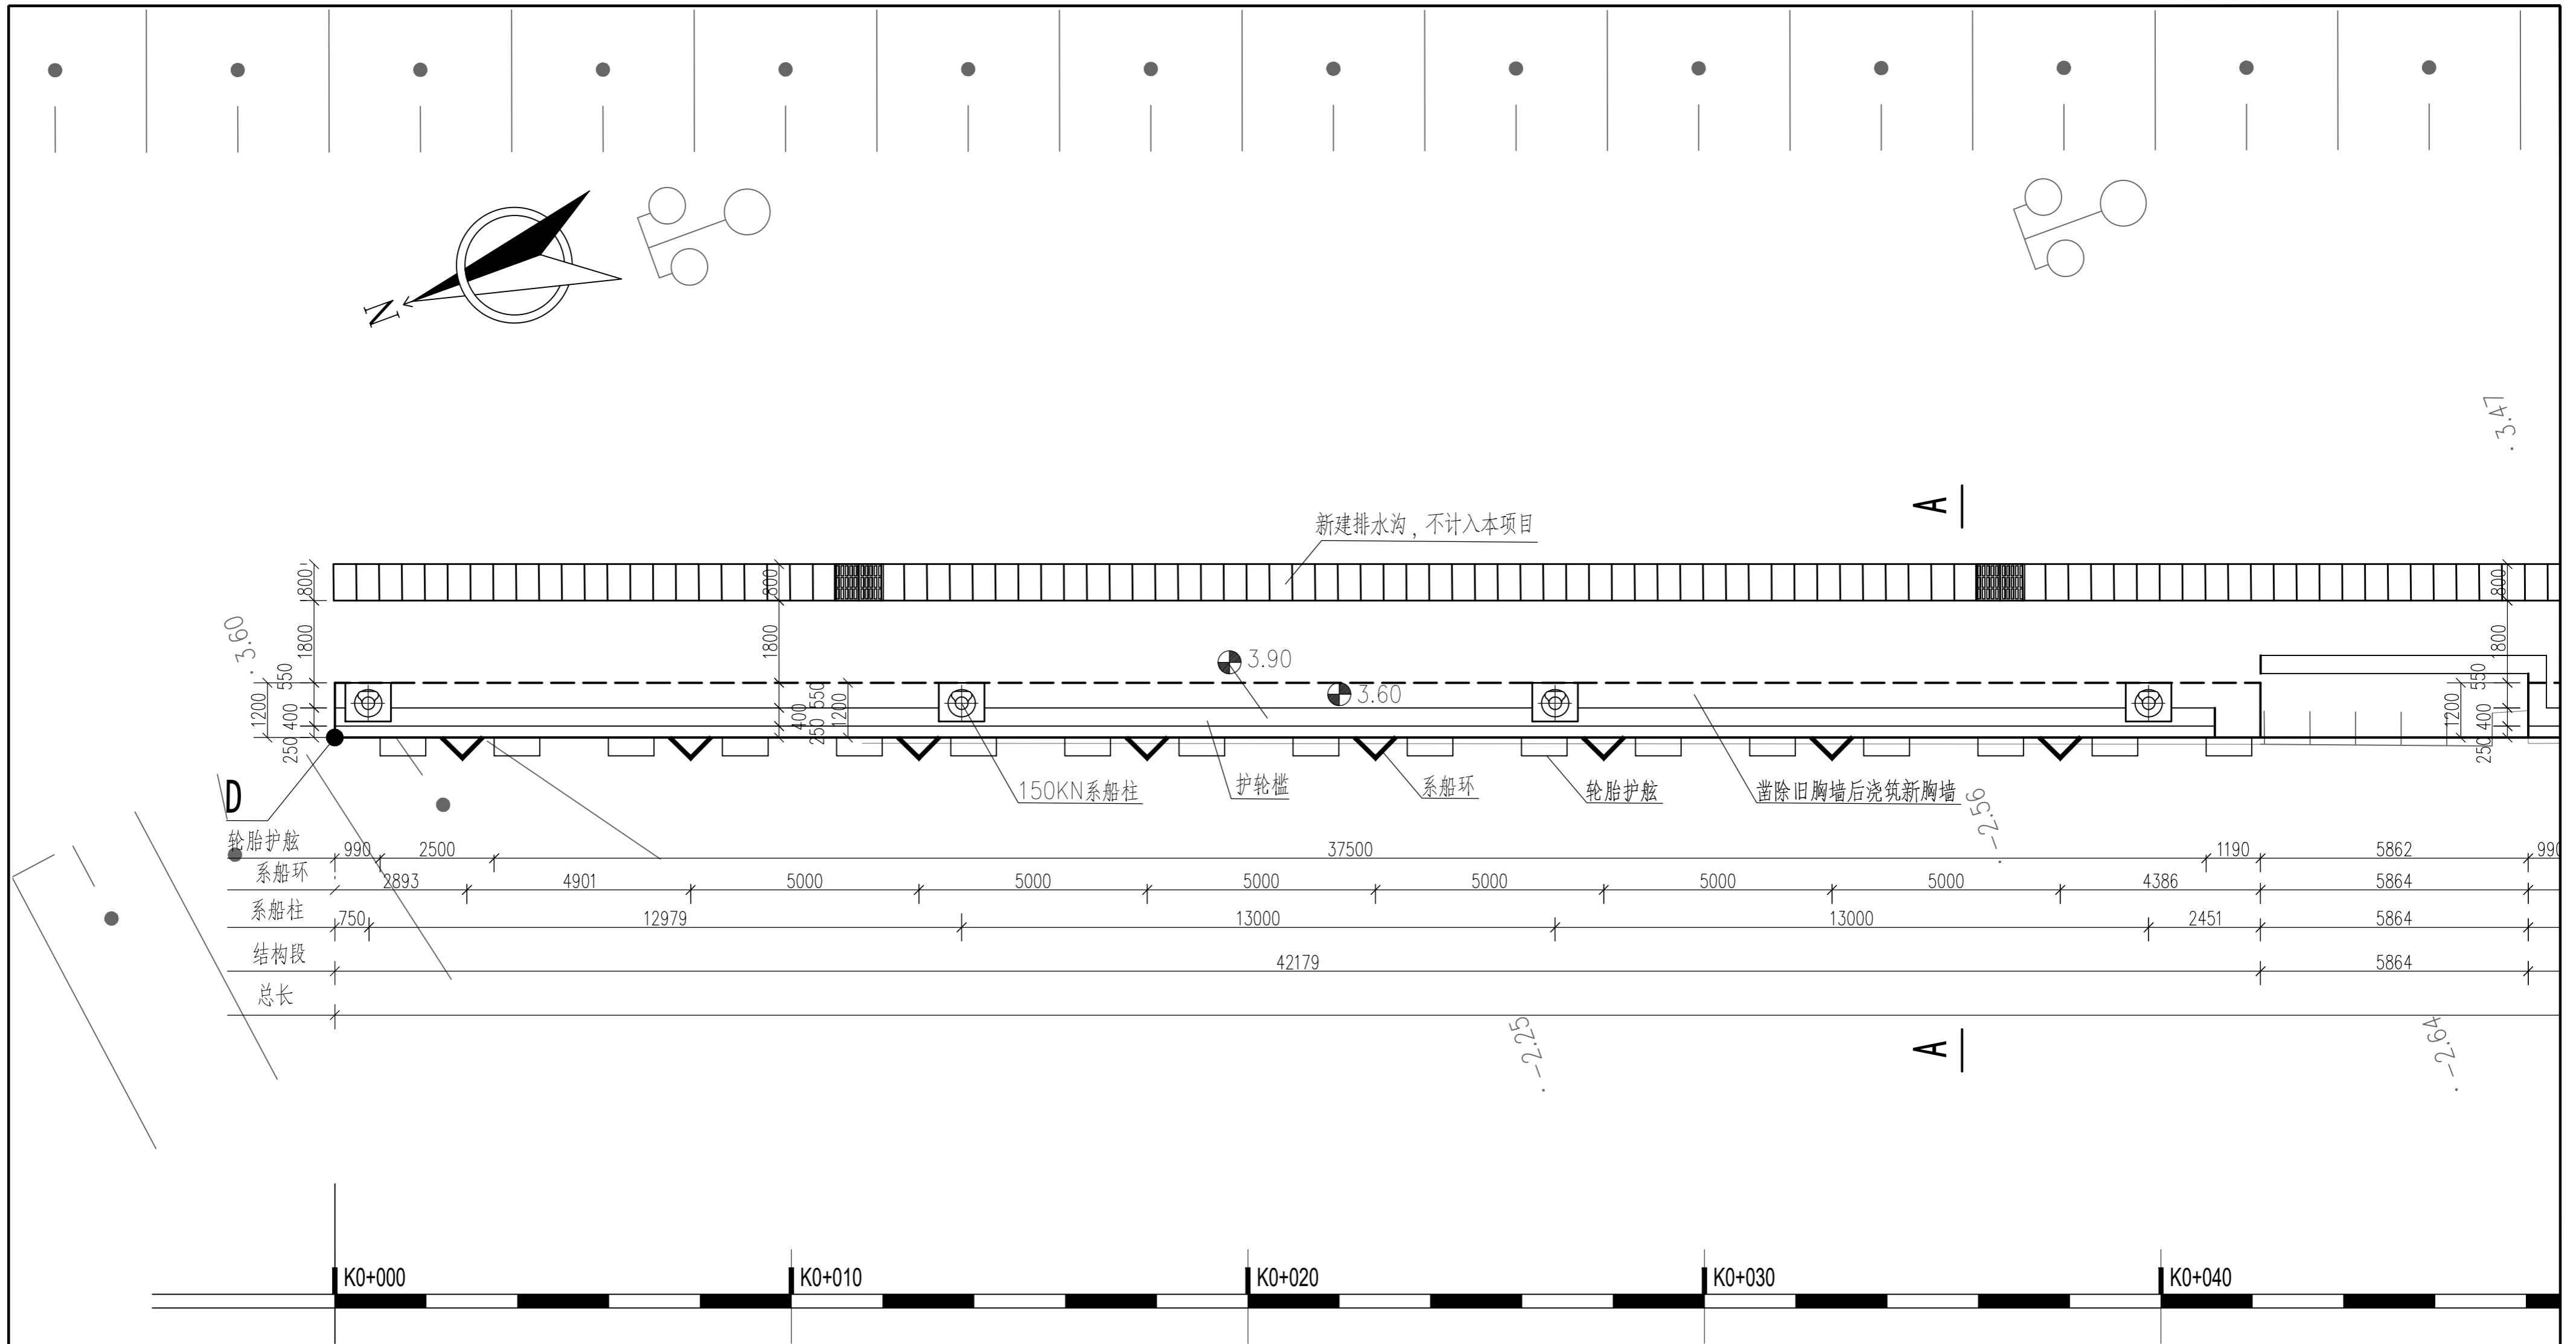 N
. 3.47
A
新建排水沟，不计入本项目
800
800
800
. 3.60
1800
1800
1800
3.90
3.60
550
1200
400
250
550
1200
400
250
550
1200
400
250
D
150KN系船柱
护轮槛
系船环
轮胎护舷
凿除旧胸墙后浇筑新胸墙
. -2.56
轮胎护舷
990 2500 37500 1190 5862 990
系船环
2893 4901 5000 5000 5000 5000 5000 5000 4386 5864
系船柱
750 12979 13000 13000 2451 5864
结构段
42179 5864
总长
. -2.25
A
. -2.64
K0+000 K0+010 K0+020 K0+030 K0+040